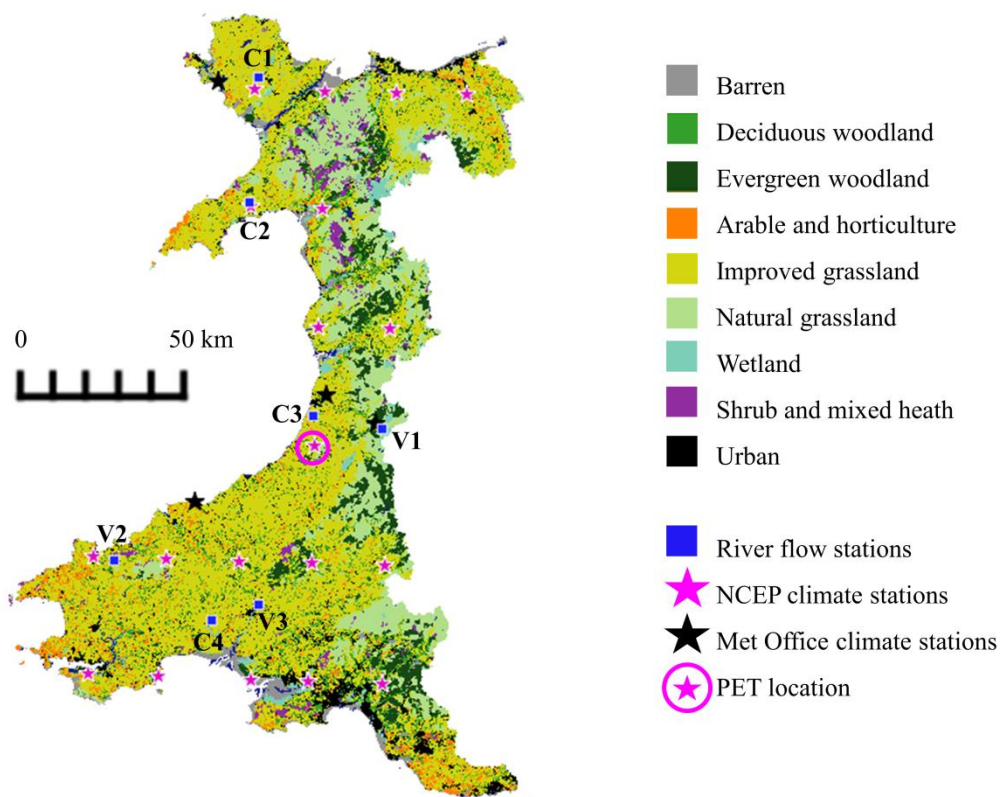 C1
C2
0 50 km
C3
V1
V2
V3
C4
Barren
Deciduous woodland
Evergreen woodland
Arable and horticulture
Improved grassland
Natural grassland
Wetland
Shrub and mixed heath
Urban
River flow stations
NCEP climate stations
Met Office climate stations
PET location